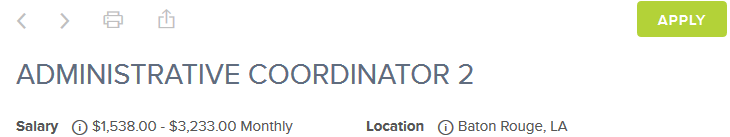 APPLY
ADMINISTRATIVE COORDINATOR 2
Salary $1,538.00 - $3,233.00 Monthly Location Baton Rouge, LA